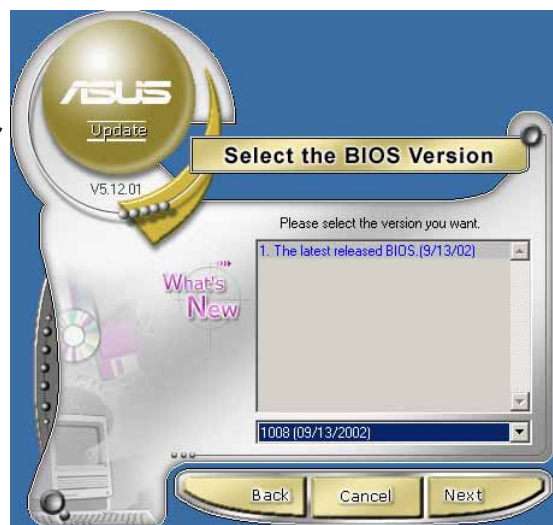 ASUS
Update
V5.12.01
Select the BIOS Version
Please select the version you want.
1. The latest released BIOS.(9/13/02)
What's
New
1008 (09/13/2002)
Back
Cancel
Next